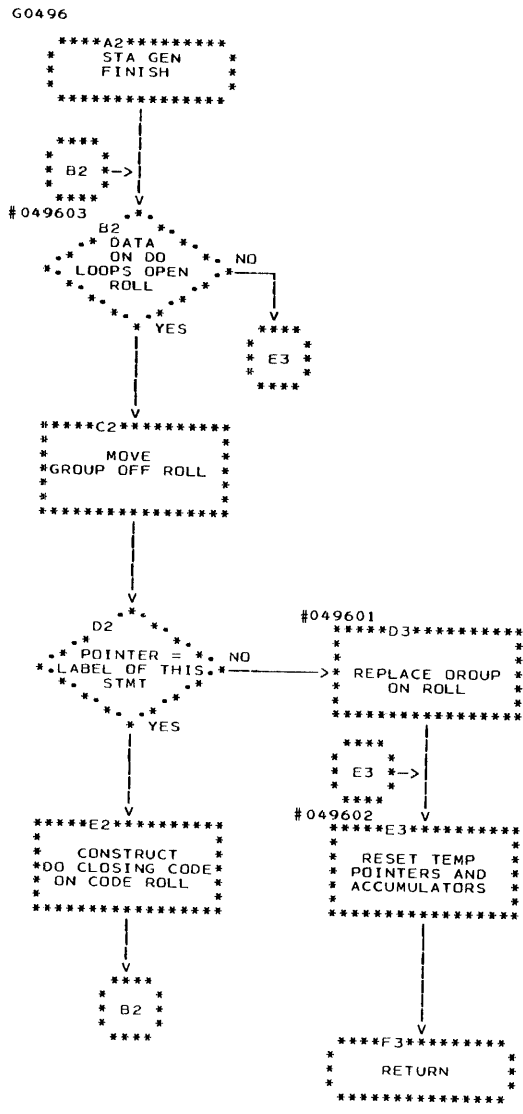 G0496
A2
STA GEN
FINISH
B2
#049603
B2
DATA
ON DO
LOOPS OPEN
ROLL
NO
YES
E3
C2
MOVE
GROUP OFF ROLL
D2
POINTER =
LABEL OF THIS
STMT
NO
YES
#049601
D3
REPLACE GROUP
ON ROLL
E3
E2
CONSTRUCT
DO CLOSING CODE
ON CODE ROLL
#049602
E3
RESET TEMP
POINTERS AND
ACCUMULATORS
B2
F3
RETURN